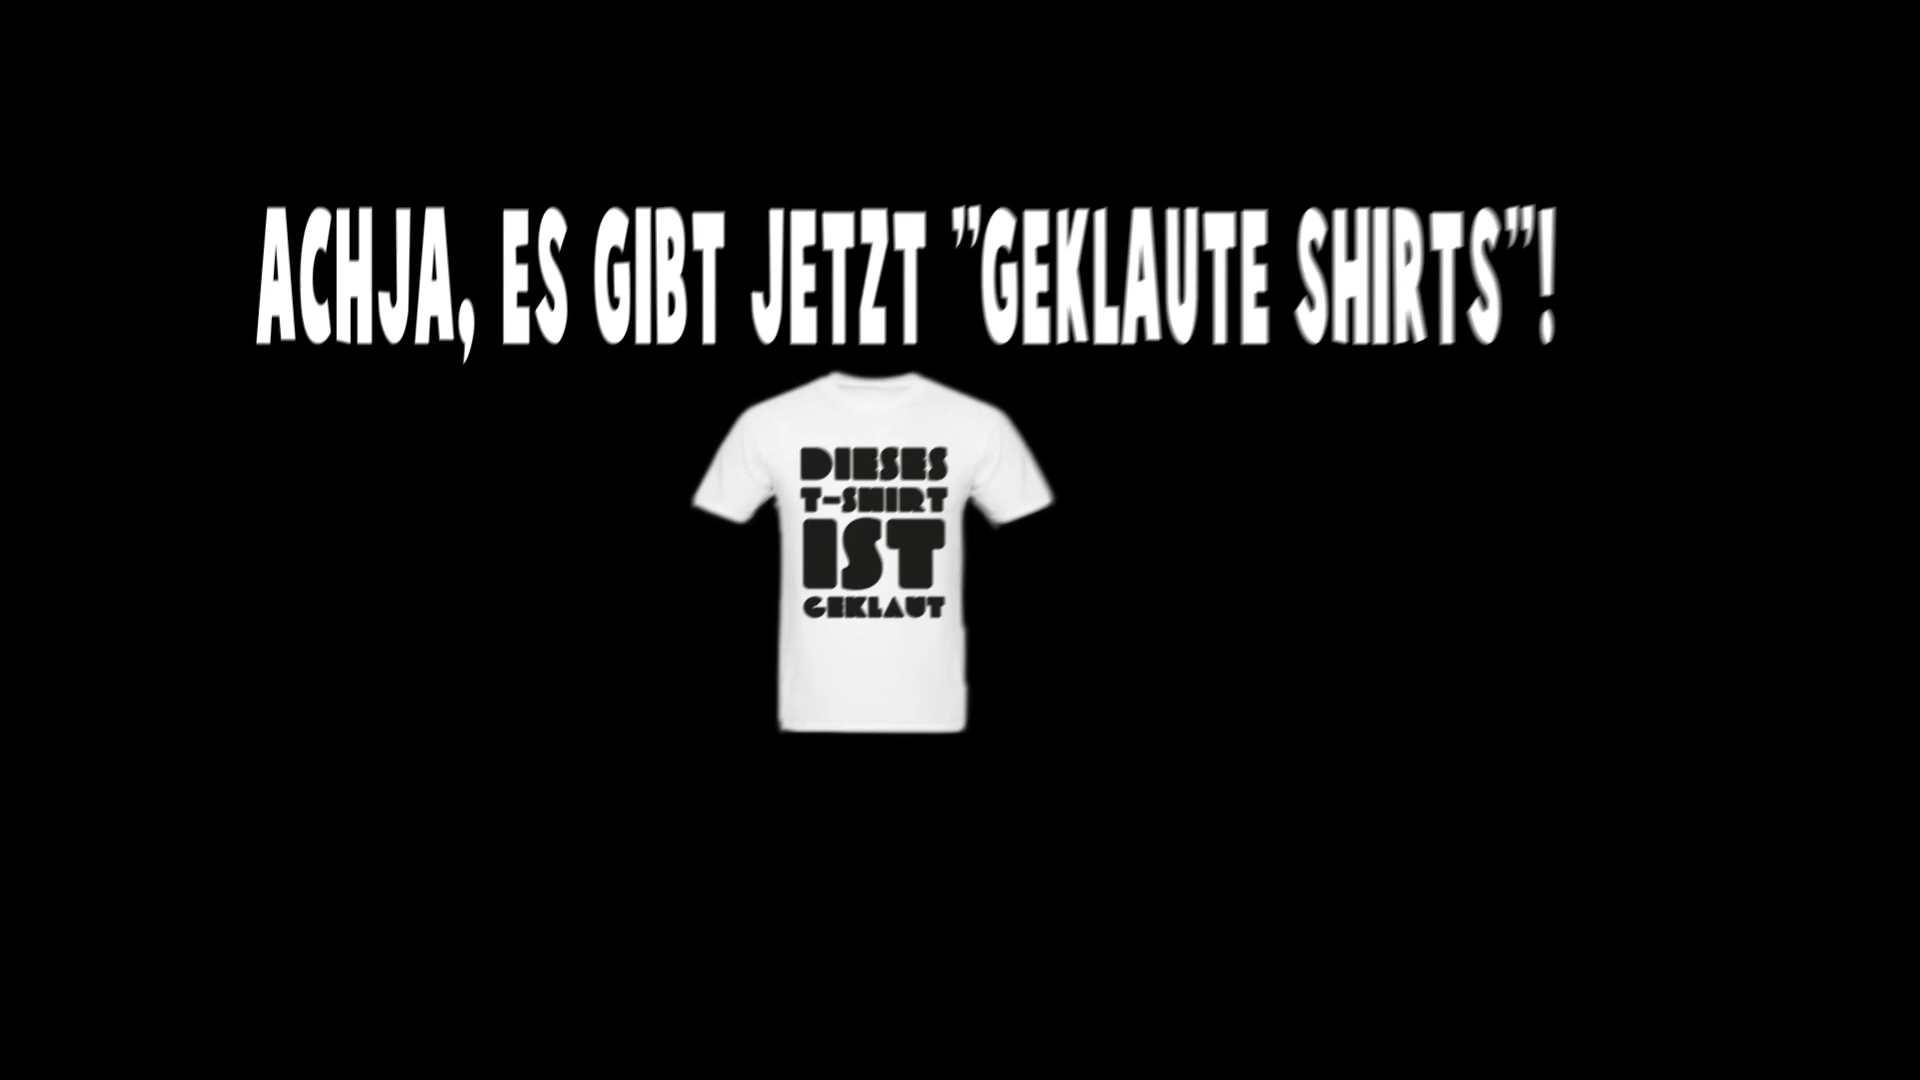 ACHJA, ES GIBT JETZT "GEKLAUTE SHIRTS"!
DIESES
T-SHIRT
IST
GEKLAUT